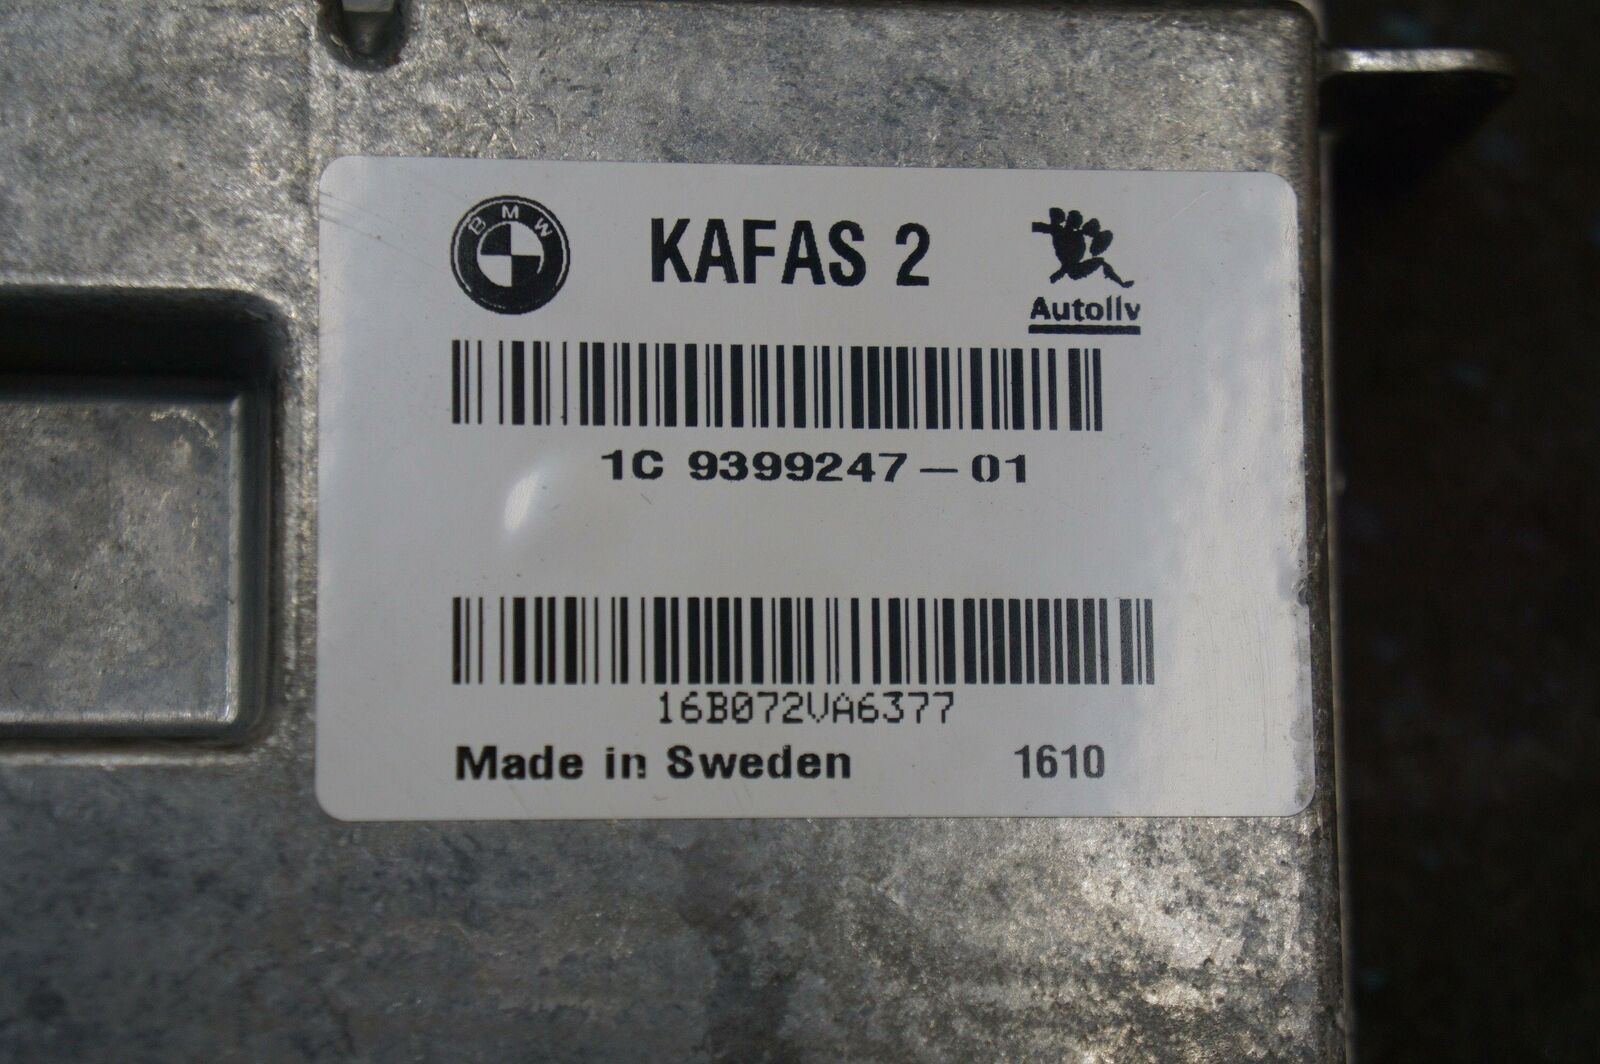 BMW KAFAS 2
Autoliv
1C 9399247-01
16B072VA6377
Made in Sweden 1610